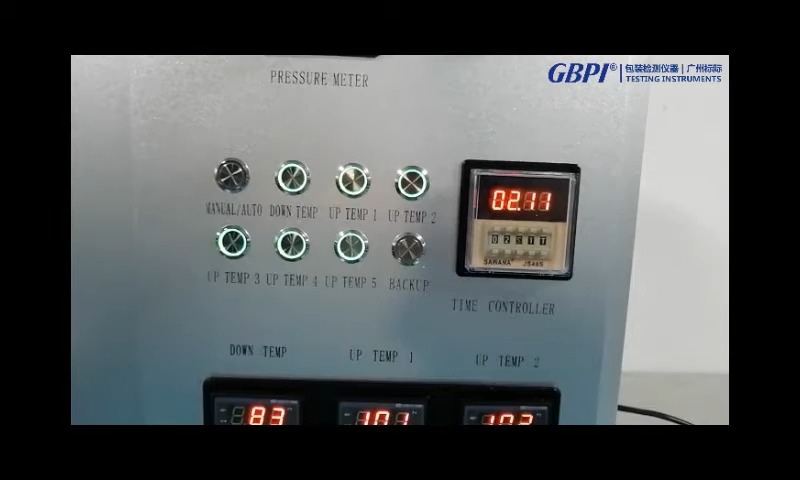 GBPI® 包装检测仪器 | 广州标际
TESTING INSTRUMENTS
PRESSURE METER
MANUAL/AUTO DOWN TEMP UP TEMP 1 UP TEMP 2
02.11
UP TEMP 3 UP TEMP 4 UP TEMP 5 BACKUP
TIME CONTROLLER
DOWN TEMP UP TEMP 1 UP TEMP 2
83 101 102